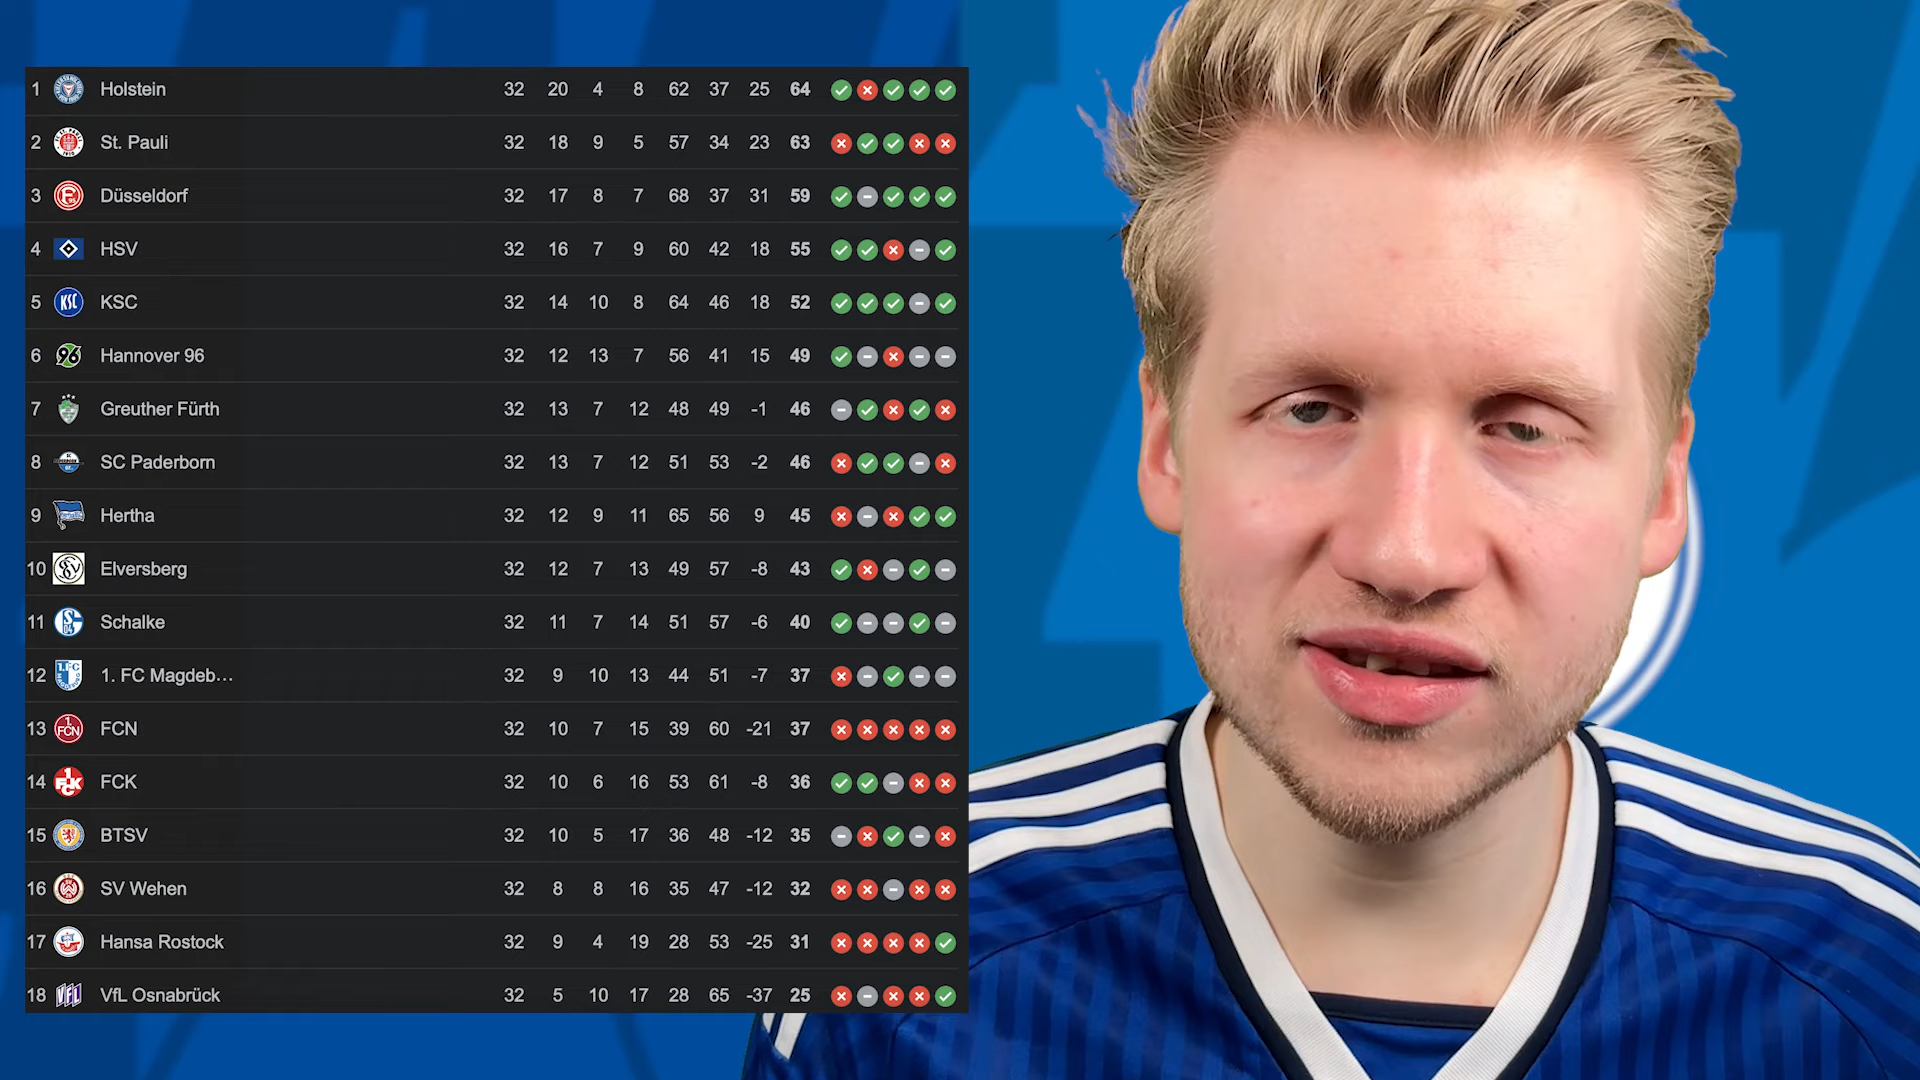 1 Holstein 32 20 4 8 62 37 25 64
2 St. Pauli 32 18 9 5 57 34 23 63
3 Düsseldorf 32 17 8 7 68 37 31 59
4 HSV 32 16 7 9 60 42 18 55
5 KSC KSC 32 14 10 8 64 46 18 52
6 96 Hannover 96 32 12 13 7 56 41 15 49
7 Greuther Fürth 32 13 7 12 48 49 -1 46
8 SC Paderborn 32 13 7 12 51 53 -2 46
9 Hertha 32 12 9 11 65 56 9 45
10 Elversberg 32 12 7 13 49 57 -8 43
11 Schalke 32 11 7 14 51 57 -6 40
12 1. FC Magdeb... 32 9 10 13 44 51 -7 37
13 1. FCN FCN 32 10 7 15 39 60 -21 37
14 1. FCK FCK 32 10 6 16 53 61 -8 36
15 BTSV 32 10 5 17 36 48 -12 35
16 SV Wehen 32 8 8 16 35 47 -12 32
17 Hansa Rostock 32 9 4 19 28 53 -25 31
18 VFL VfL Osnabrück 32 5 10 17 28 65 -37 25